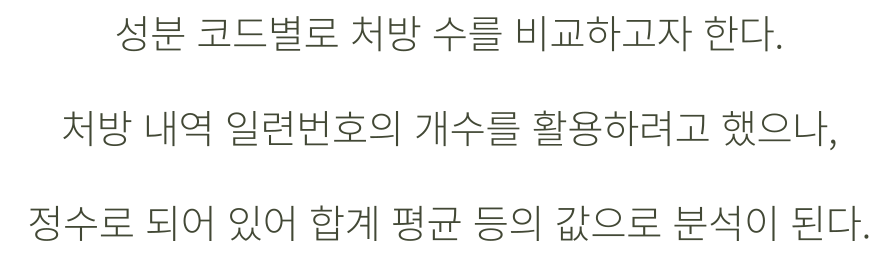 성분 코드별로 처방 수를 비교하고자 한다.
처방 내역 일련번호의 개수를 활용하려고 했으나,
정수로 되어 있어 합계 평균 등의 값으로 분석이 된다.